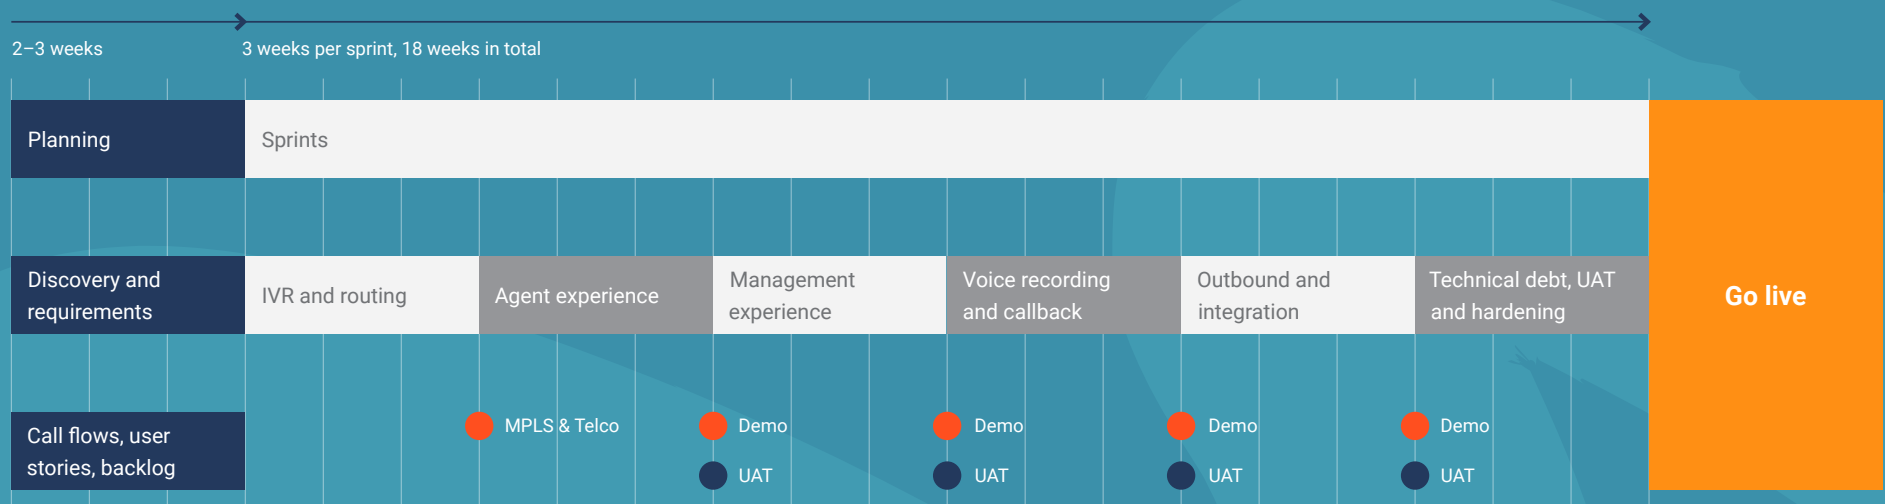 2–3 weeks
3 weeks per sprint, 18 weeks in total
Planning
Sprints
Discovery and
requirements
IVR and routing
Agent experience
Management
experience
Voice recording
and callback
Outbound and
integration
Technical debt, UAT
and hardening
Go live
Call flows, user
stories, backlog
MPLS & Telco
Demo
Demo
Demo
Demo
UAT
UAT
UAT
UAT